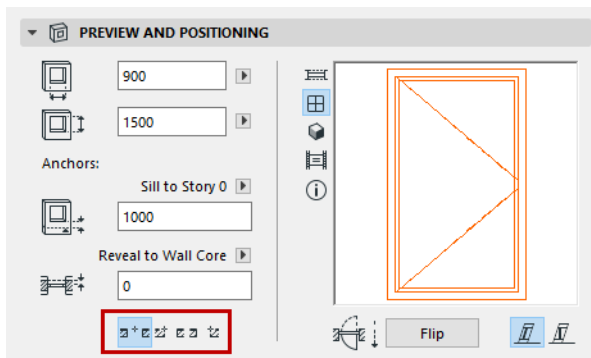 PREVIEW AND POSITIONING
900
1500
Anchors:
Sill to Story 0
1000
Reveal to Wall Core
0
Flip